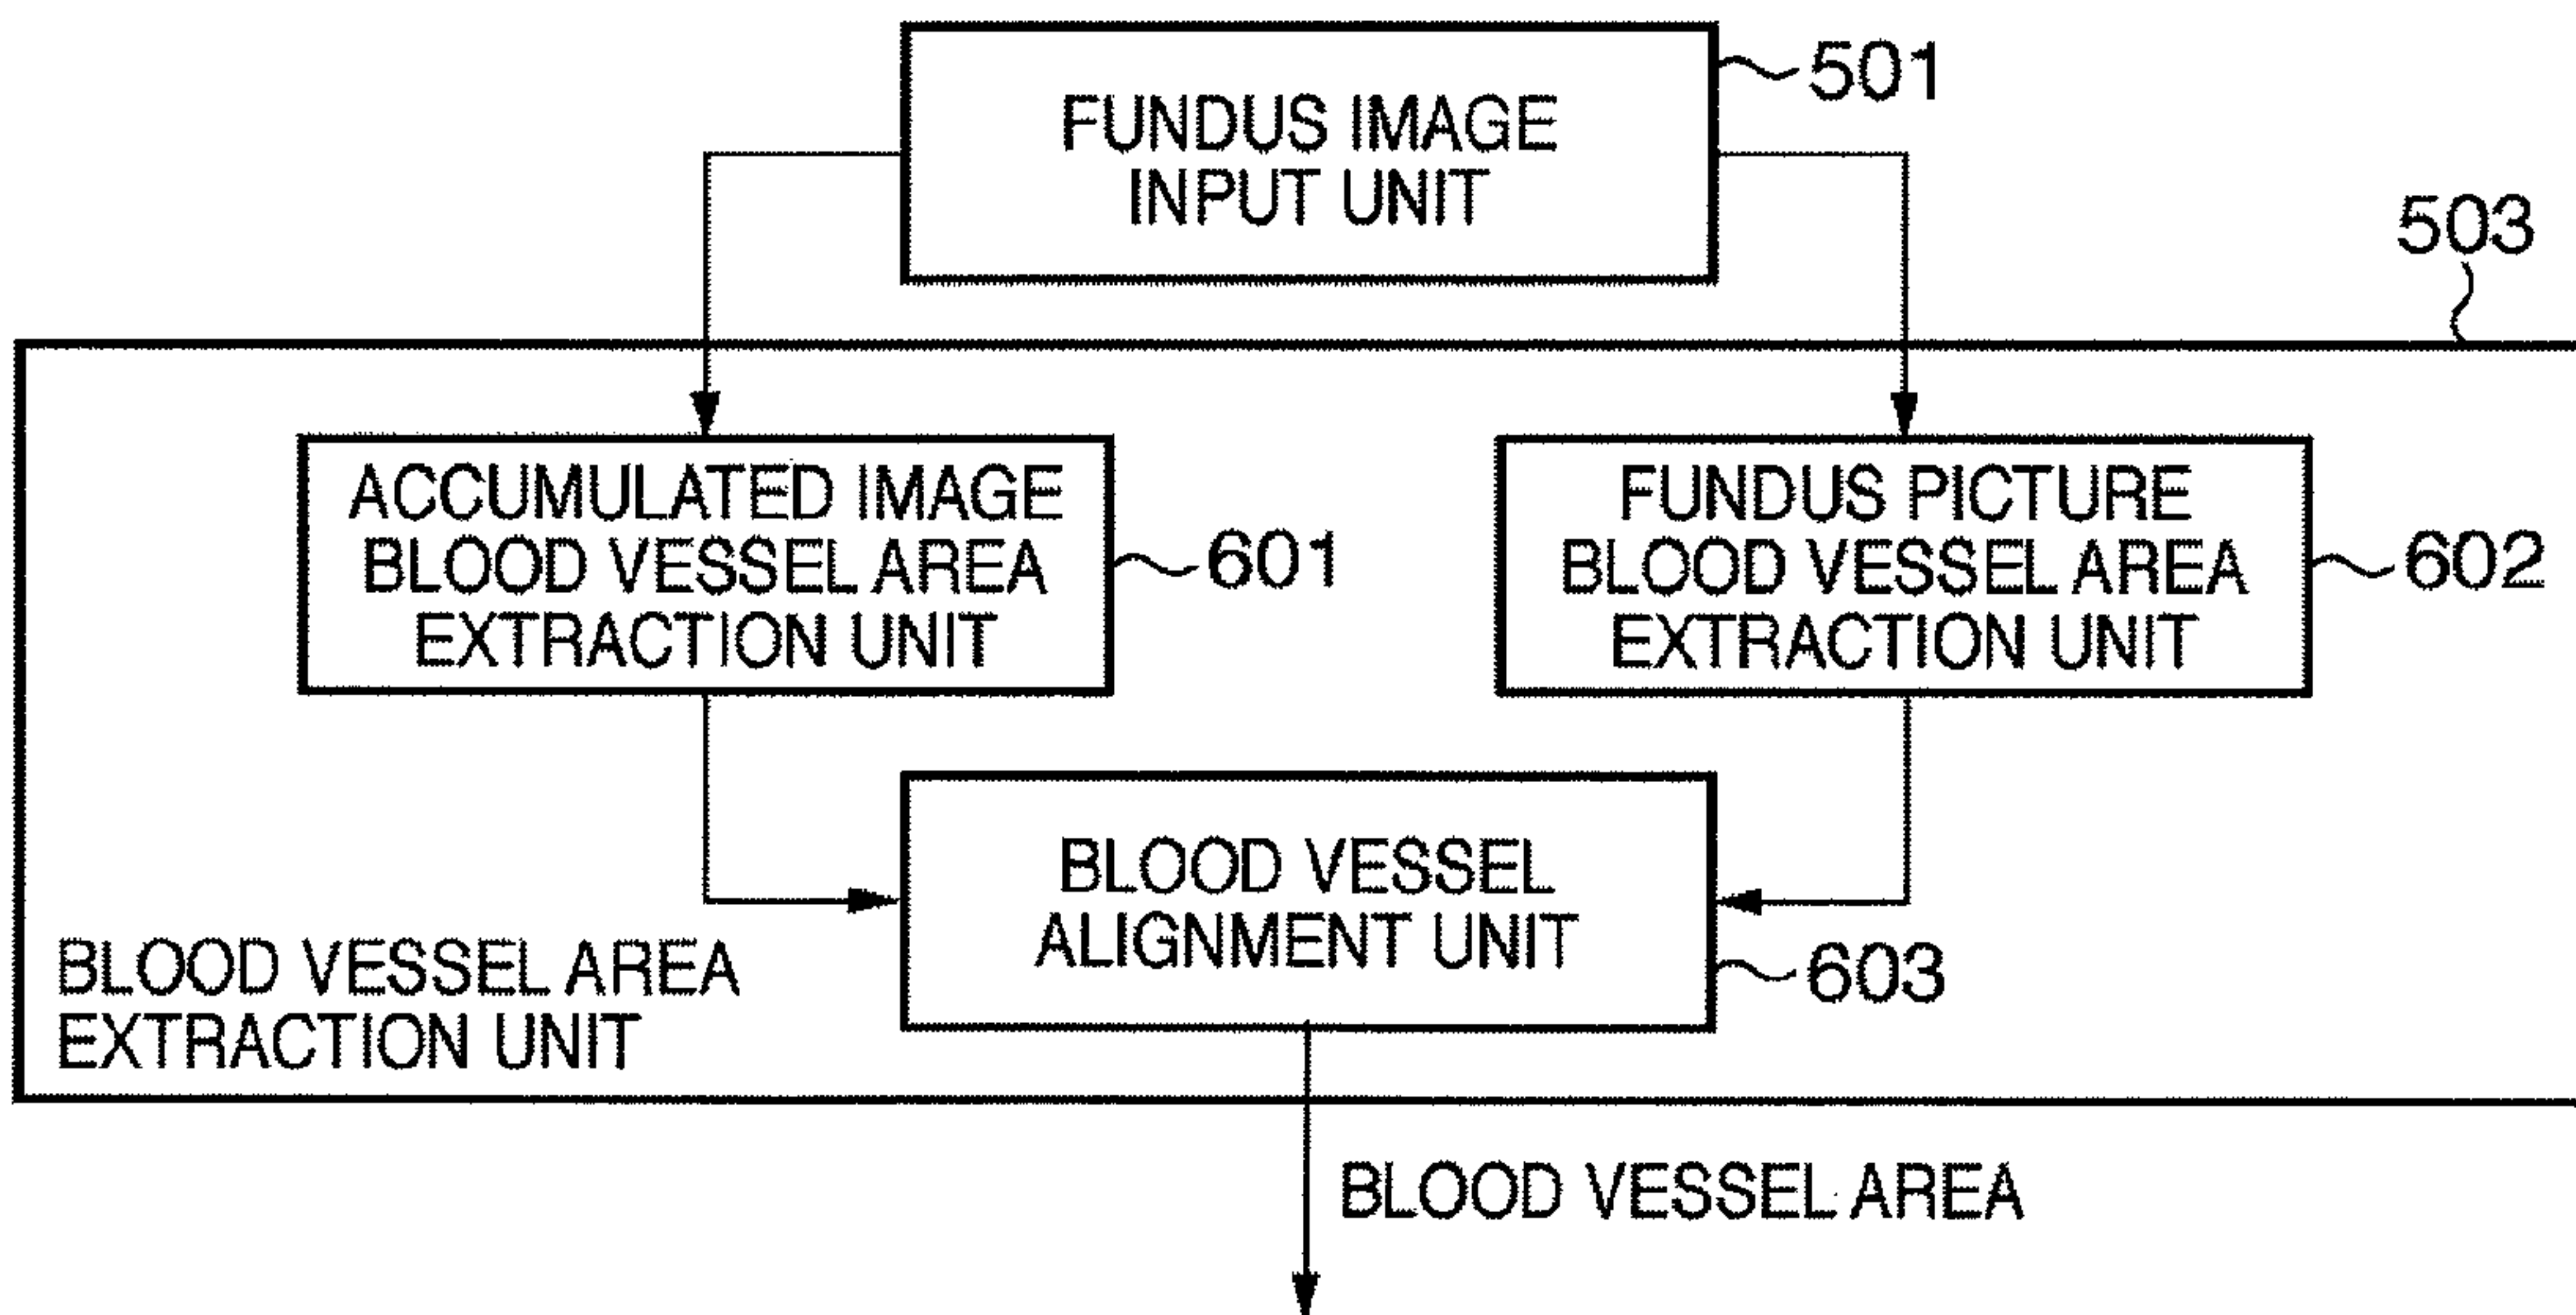 FUNDUS IMAGE
INPUT UNIT
501
503
ACCUMULATED IMAGE
BLOOD VESSEL AREA
EXTRACTION UNIT
601
FUNDUS PICTURE
BLOOD VESSEL AREA
EXTRACTION UNIT
602
BLOOD VESSEL
ALIGNMENT UNIT
603
BLOOD VESSEL AREA
EXTRACTION UNIT
BLOOD VESSEL AREA